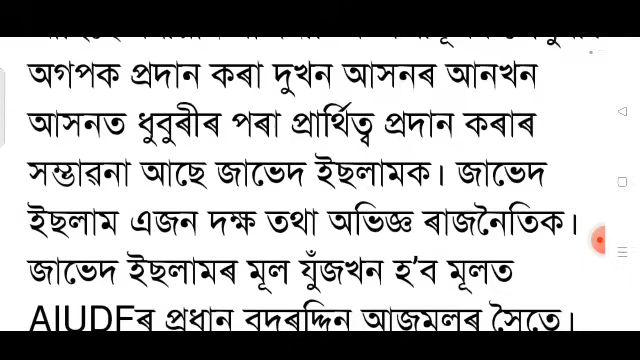 অগপক প্ৰদান কৰা দুখন আসনৰ আনখন
আসনত ধুবুৰীৰ পৰা প্ৰাৰ্থিত্ব প্ৰদান কৰাৰ
সম্ভাৱনা আছে জাভেদ ইছলামক। জাভেদ
ইছলাম এজন দক্ষ তথা অভিজ্ঞ ৰাজনৈতিক।
জাভেদ ইছলামৰ মূল যুঁজখন হ'ব মূলত
AIUDFৰ প্ৰধান বদৰুদ্দিন আজমলৰ সৈতে।